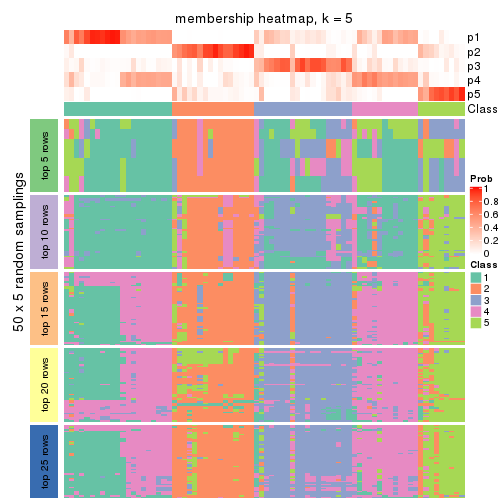 membership heatmap, k = 5
p1
p2
p3
p4
p5
Class
50 x 5 random samplings
top 5 rows
top 10 rows
top 15 rows
top 20 rows
top 25 rows
Prob
1
0.8
0.6
0.4
0.2
0
Class
1
2
3
4
5